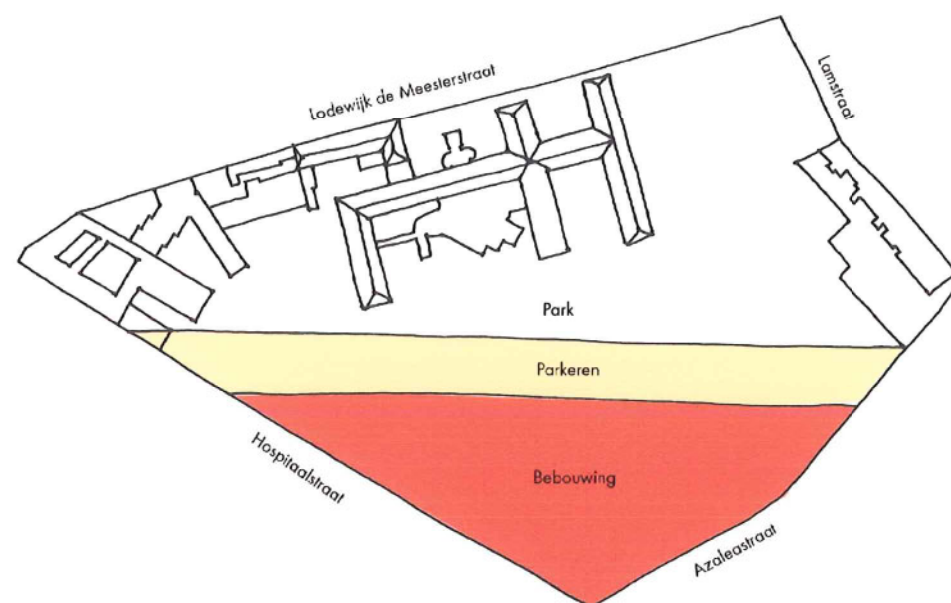 Lodewijk de Meesterstraat
Lamstraat
Park
Parkeren
Hospitaalstraat
Bebouwing
Azaleastraat